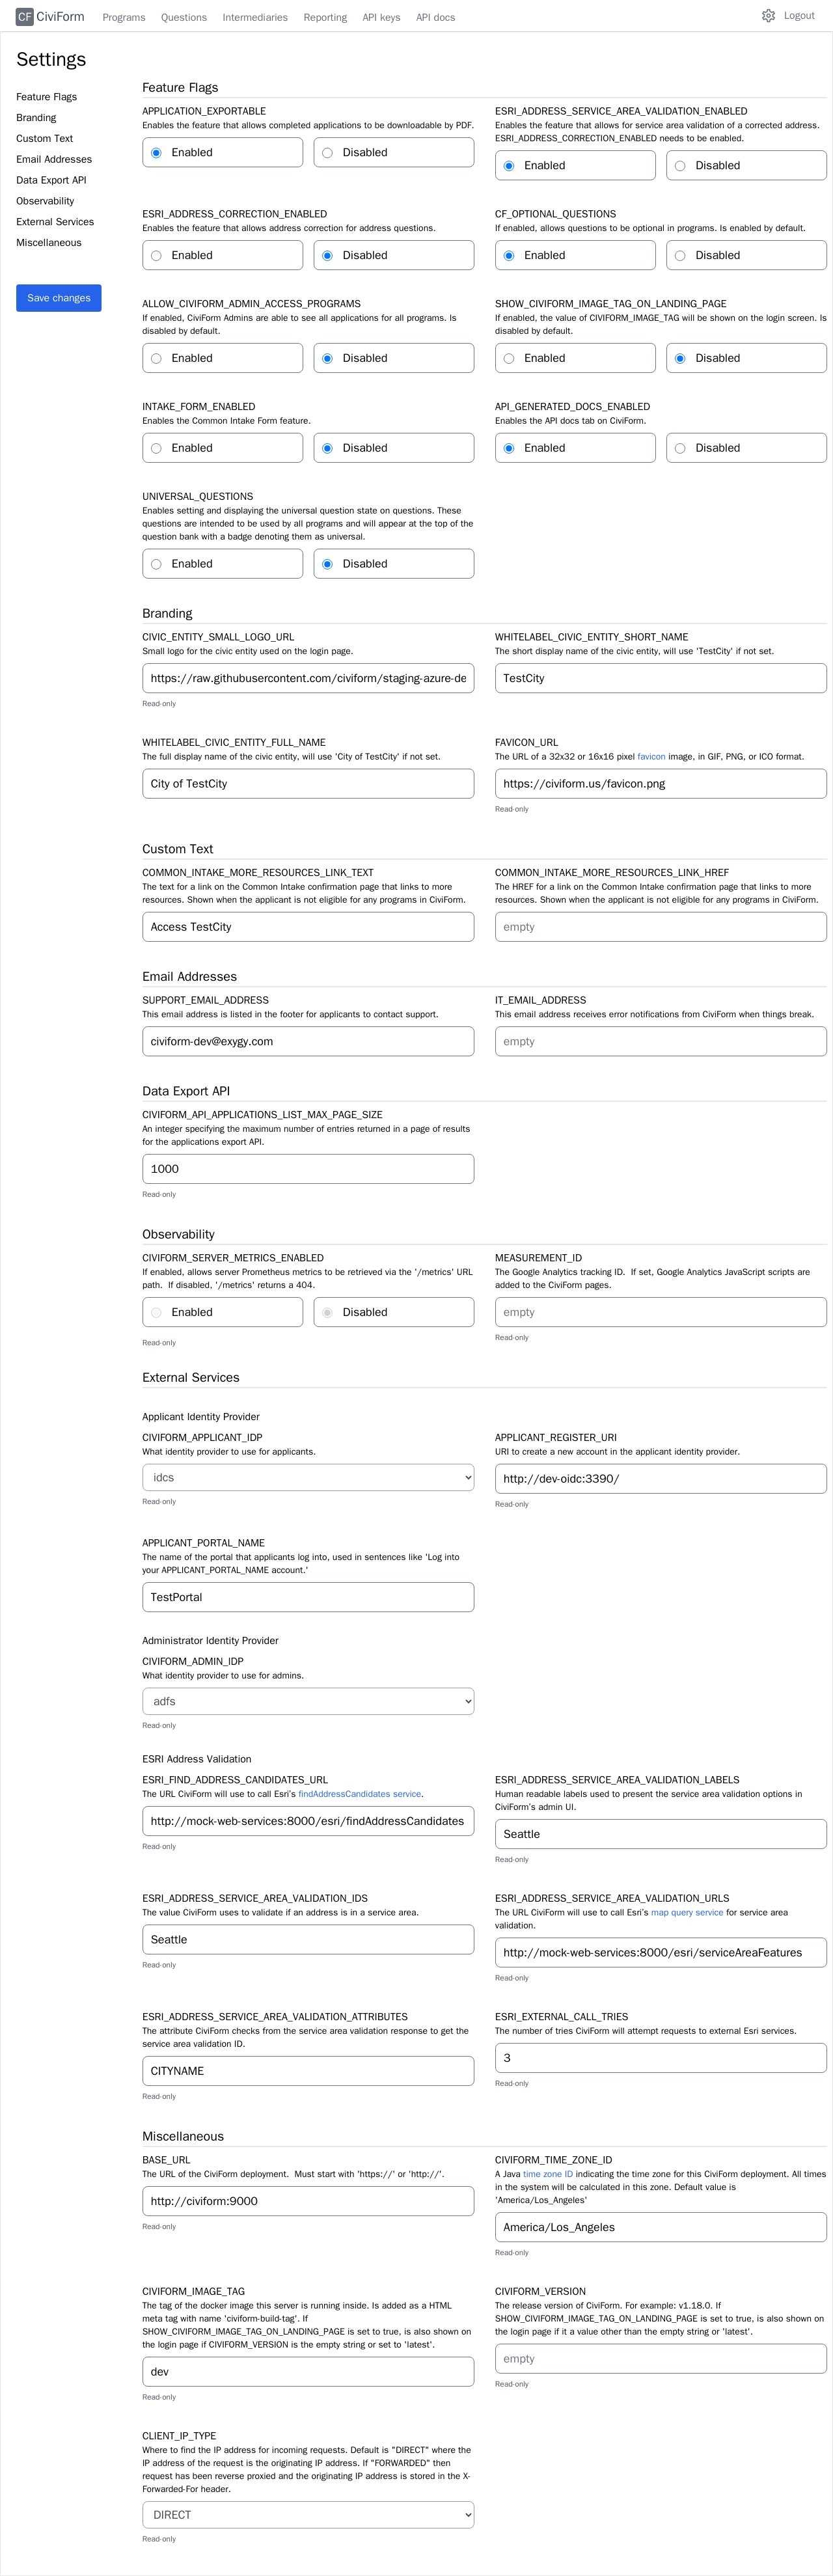 CF CiviForm Programs Questions Intermediaries Reporting API keys API docs Logout
Settings
Feature Flags
Branding
Custom Text
Email Addresses
Data Export API
Observability
External Services
Miscellaneous
Save changes
Feature Flags
APPLICATION_EXPORTABLE
Enables the feature that allows completed applications to be downloadable by PDF.
Enabled Disabled
ESRI_ADDRESS_SERVICE_AREA_VALIDATION_ENABLED
Enables the feature that allows for service area validation of a corrected address.
ESRI_ADDRESS_CORRECTION_ENABLED needs to be enabled.
Enabled Disabled
ESRI_ADDRESS_CORRECTION_ENABLED
Enables the feature that allows address correction for address questions.
Enabled Disabled
CF_OPTIONAL_QUESTIONS
If enabled, allows questions to be optional in programs. Is enabled by default.
Enabled Disabled
ALLOW_CIVIFORM_ADMIN_ACCESS_PROGRAMS
If enabled, CiviForm Admins are able to see all applications for all programs. Is
disabled by default.
Enabled Disabled
SHOW_CIVIFORM_IMAGE_TAG_ON_LANDING_PAGE
If enabled, the value of CIVIFORM_IMAGE_TAG will be shown on the login screen. Is
disabled by default.
Enabled Disabled
INTAKE_FORM_ENABLED
Enables the Common Intake Form feature.
Enabled Disabled
API_GENERATED_DOCS_ENABLED
Enables the API docs tab on CiviForm.
Enabled Disabled
UNIVERSAL_QUESTIONS
Enables setting and displaying the universal question state on questions. These
questions are intended to be used by all programs and will appear at the top of the
question bank with a badge denoting them as universal.
Enabled Disabled
Branding
CIVIC_ENTITY_SMALL_LOGO_URL
Small logo for the civic entity used on the login page.
https://raw.githubusercontent.com/civiform/staging-azure-de
Read-only
WHITELABEL_CIVIC_ENTITY_SHORT_NAME
The short display name of the civic entity, will use 'TestCity' if not set.
TestCity
WHITELABEL_CIVIC_ENTITY_FULL_NAME
The full display name of the civic entity, will use 'City of TestCity' if not set.
City of TestCity
FAVICON_URL
The URL of a 32x32 or 16x16 pixel favicon image, in GIF, PNG, or ICO format.
https://civiform.us/favicon.png
Read-only
Custom Text
COMMON_INTAKE_MORE_RESOURCES_LINK_TEXT
The text for a link on the Common Intake confirmation page that links to more
resources. Shown when the applicant is not eligible for any programs in CiviForm.
Access TestCity
COMMON_INTAKE_MORE_RESOURCES_LINK_HREF
The HREF for a link on the Common Intake confirmation page that links to more
resources. Shown when the applicant is not eligible for any programs in CiviForm.
empty
Email Addresses
SUPPORT_EMAIL_ADDRESS
This email address is listed in the footer for applicants to contact support.
civiform-dev@exygy.com
IT_EMAIL_ADDRESS
This email address receives error notifications from CiviForm when things break.
empty
Data Export API
CIVIFORM_API_APPLICATIONS_LIST_MAX_PAGE_SIZE
An integer specifying the maximum number of entries returned in a page of results
for the applications export API.
1000
Read-only
Observability
CIVIFORM_SERVER_METRICS_ENABLED
If enabled, allows server Prometheus metrics to be retrieved via the '/metrics' URL
path. If disabled, '/metrics' returns a 404.
Enabled Disabled
Read-only
MEASUREMENT_ID
The Google Analytics tracking ID. If set, Google Analytics JavaScript scripts are
added to the CiviForm pages.
empty
Read-only
External Services
Applicant Identity Provider
CIVIFORM_APPLICANT_IDP
What identity provider to use for applicants.
idcs
Read-only
APPLICANT_REGISTER_URI
URI to create a new account in the applicant identity provider.
http://dev-oidc:3390/
Read-only
APPLICANT_PORTAL_NAME
The name of the portal that applicants log into, used in sentences like 'Log into
your APPLICANT_PORTAL_NAME account.'
TestPortal
Administrator Identity Provider
CIVIFORM_ADMIN_IDP
What identity provider to use for admins.
adfs
Read-only
ESRI Address Validation
ESRI_FIND_ADDRESS_CANDIDATES_URL
The URL CiviForm will use to call Esri's findAddressCandidates service.
http://mock-web-services:8000/esri/findAddressCandidates
Read-only
ESRI_ADDRESS_SERVICE_AREA_VALIDATION_LABELS
Human readable labels used to present the service area validation options in
CiviForm's admin UI.
Seattle
Read-only
ESRI_ADDRESS_SERVICE_AREA_VALIDATION_IDS
The value CiviForm uses to validate if an address is in a service area.
Seattle
Read-only
ESRI_ADDRESS_SERVICE_AREA_VALIDATION_URLS
The URL CiviForm will use to call Esri's map query service for service area
validation.
http://mock-web-services:8000/esri/serviceAreaFeatures
Read-only
ESRI_ADDRESS_SERVICE_AREA_VALIDATION_ATTRIBUTES
The attribute CiviForm checks from the service area validation response to get the
service area validation ID.
CITYNAME
Read-only
ESRI_EXTERNAL_CALL_TRIES
The number of tries CiviForm will attempt requests to external Esri services.
3
Read-only
Miscellaneous
BASE_URL
The URL of the CiviForm deployment. Must start with 'https://' or 'http://'.
http://civiform:9000
Read-only
CIVIFORM_TIME_ZONE_ID
A Java time zone ID indicating the time zone for this CiviForm deployment. All times
in the system will be calculated in this zone. Default value is
'America/Los_Angeles'
America/Los_Angeles
Read-only
CIVIFORM_IMAGE_TAG
The tag of the docker image this server is running inside. Is added as a HTML
meta tag with name 'civiform-build-tag'. If
SHOW_CIVIFORM_IMAGE_TAG_ON_LANDING_PAGE is set to true, is also shown on
the login page if CIVIFORM_VERSION is the empty string or set to 'latest'.
dev
Read-only
CIVIFORM_VERSION
The release version of CiviForm. For example: v1.18.0. If
SHOW_CIVIFORM_IMAGE_TAG_ON_LANDING_PAGE is set to true, is also shown on
the login page if it a value other than the empty string or 'latest'.
empty
Read-only
CLIENT_IP_TYPE
Where to find the IP address for incoming requests. Default is "DIRECT" where the
IP address of the request is the originating IP address. If "FORWARDED" then
request has been reverse proxied and the originating IP address is stored in the X-
Forwarded-For header.
DIRECT
Read-only